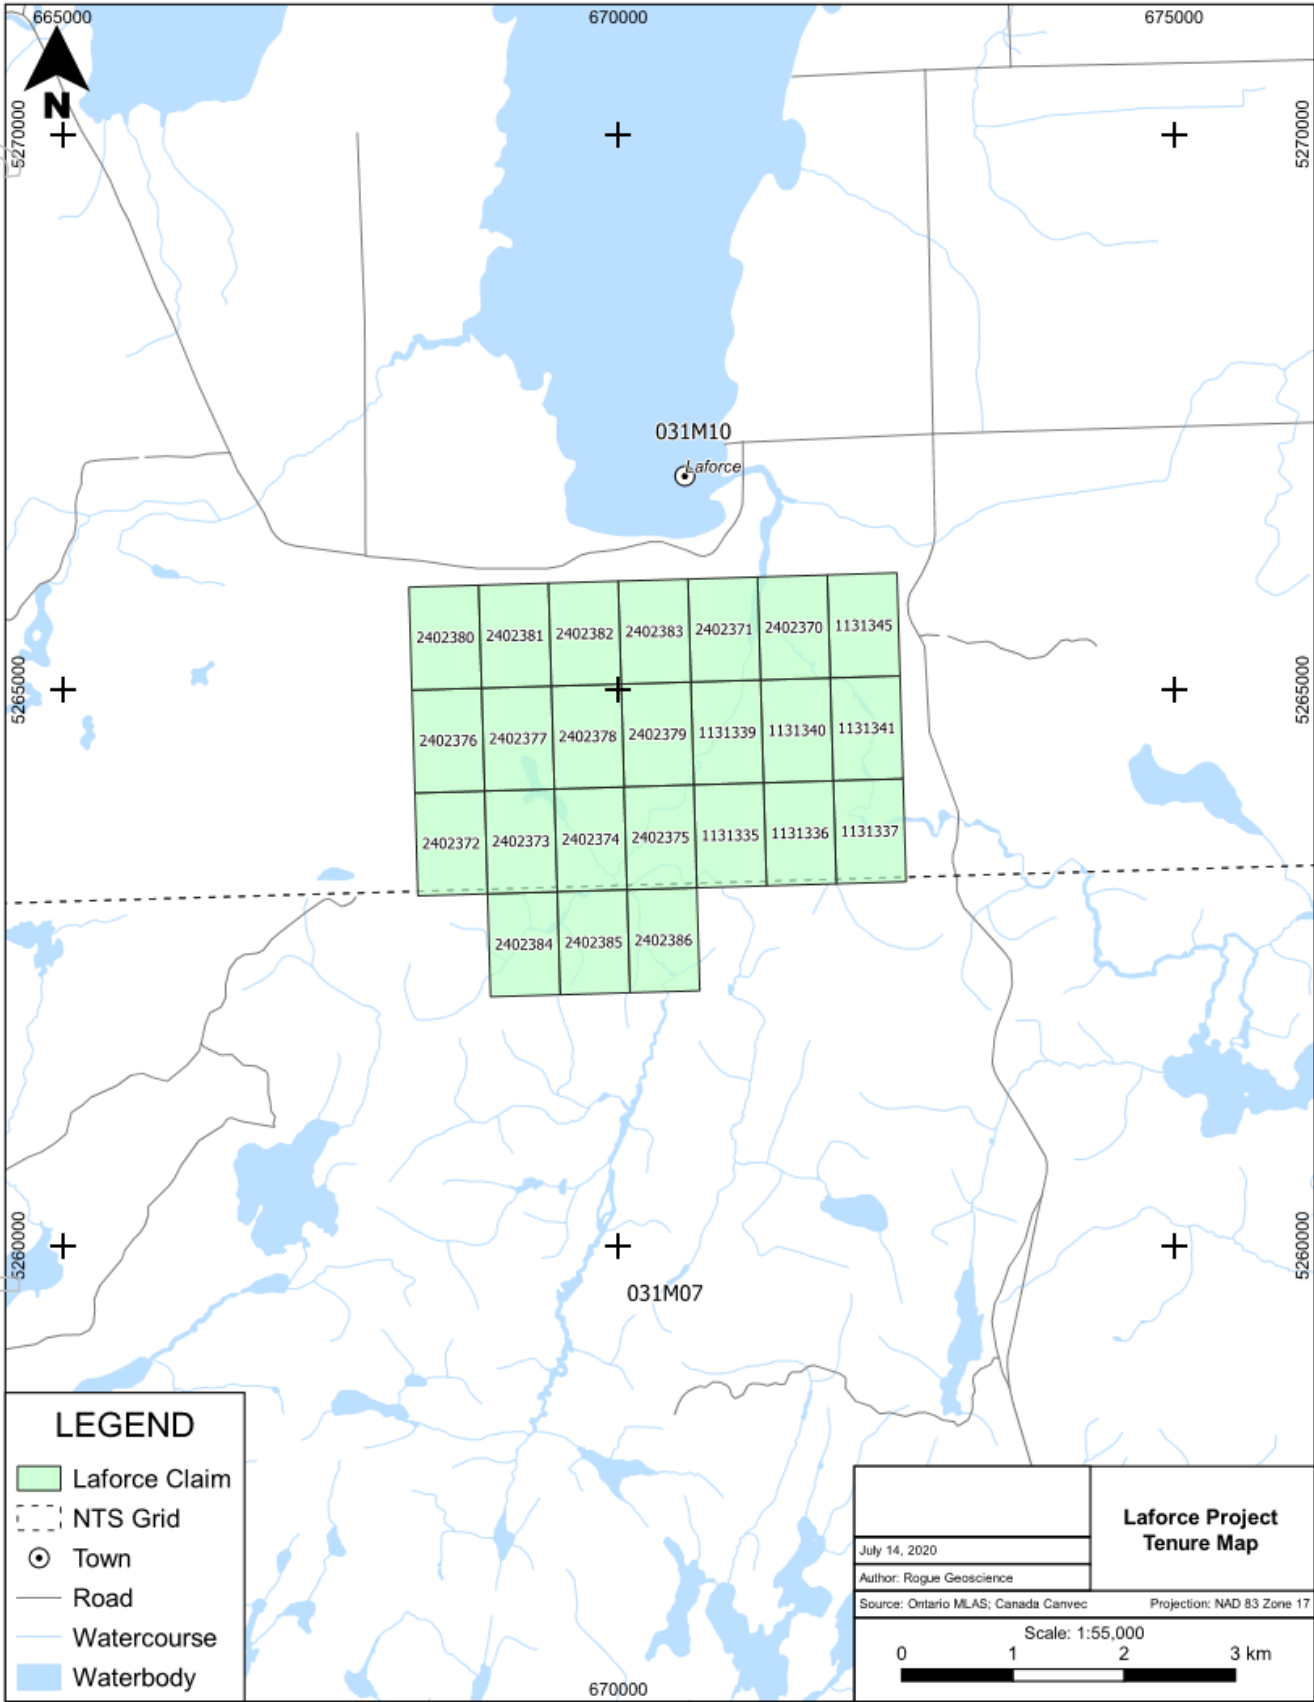 665000
670000
675000
N
5270000
5270000
031M10
Laforce
2402380
2402381
2402382
2402383
2402371
2402370
1131345
5265000
5265000
2402376
2402377
2402378
2402379
1131339
1131340
1131341
2402372
2402373
2402374
2402375
1131335
1131336
1131337
2402384
2402385
2402386
5260000
5260000
031M07
LEGEND
Laforce Claim
NTS Grid
Town
Road
Watercourse
Waterbody
670000
Laforce Project
Tenure Map
July 14, 2020
Author: Rogue Geoscience
Source: Ontario MLAS; Canada Canvec
Projection: NAD 83 Zone 17
Scale: 1:55,000
0 1 2 3 km